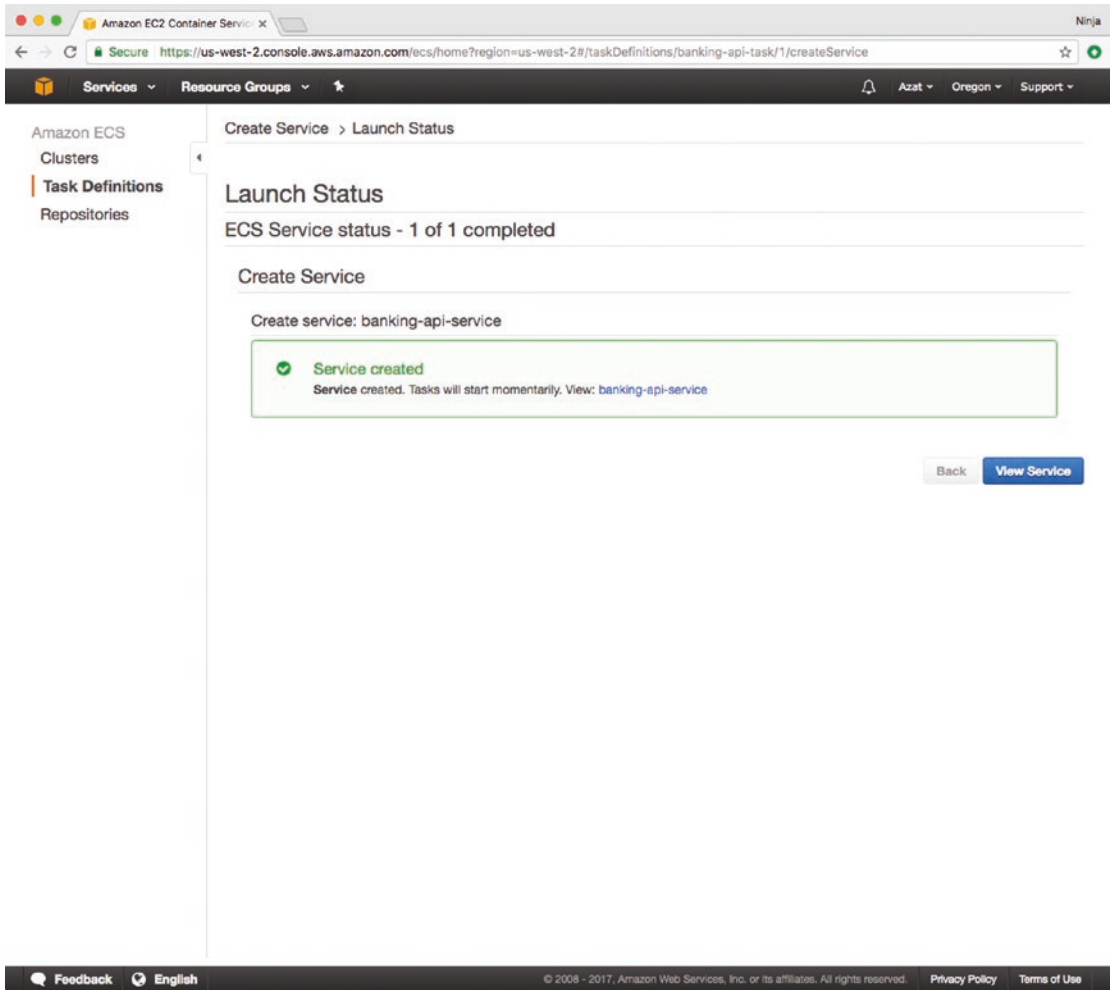 Amazon EC2 Container Servic
Ninja
Secure https://us-west-2.console.aws.amazon.com/ecs/home?region=us-west-2#/taskDefinitions/banking-api-task/1/createService
Services Resource Groups Azat Oregon Support
Amazon ECS
Clusters
Task Definitions
Repositories
Create Service > Launch Status
Launch Status
ECS Service status - 1 of 1 completed
Create Service
Create service: banking-api-service
Service created
Service created. Tasks will start momentarily. View: banking-api-service
Back View Service
Feedback English © 2008 - 2017, Amazon Web Services, Inc. or its affiliates. All rights reserved. Privacy Policy Terms of Use